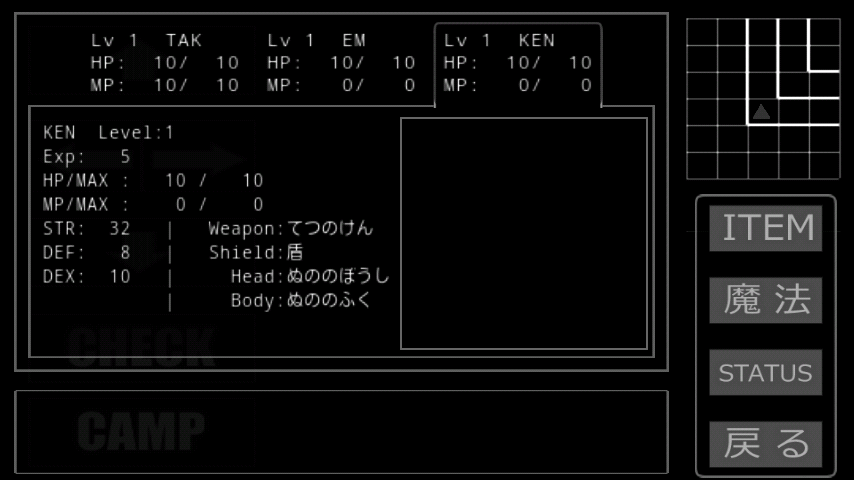 Lv 1 TAK Lv 1 EM Lv 1 KEN
HP: 10/ 10 HP: 10/ 10 HP: 10/ 10
MP: 10/ 10 MP: 0/ 0 MP: 0/ 0
KEN Level:1
Exp: 5
HP/MAX : 10 / 10
MP/MAX : 0 / 0
STR: 32 | Weapon:てつのけん
DEF: 8 | Shield:盾
DEX: 10 | Head:ぬののぼうし
| Body:ぬののふく
CHECK
CAMP
ITEM
魔法
STATUS
戻る